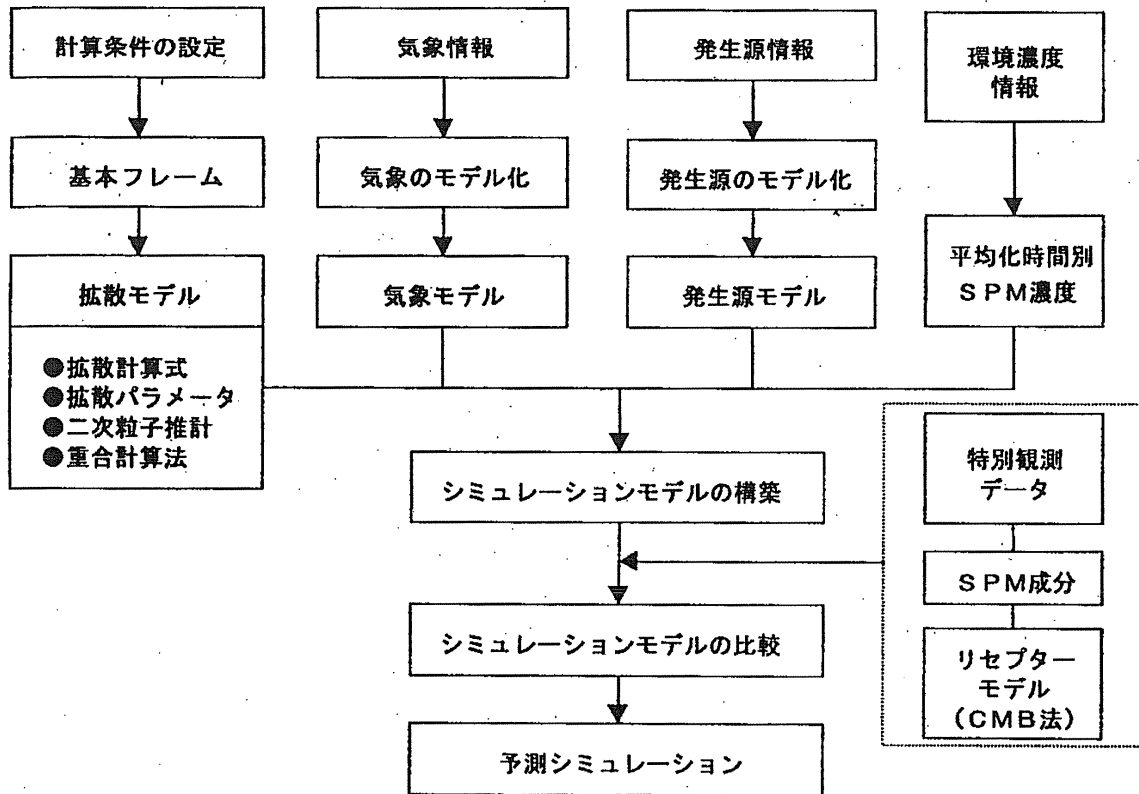 計算条件の設定
気象情報
発生源情報
環境濃度
情報
基本フレーム
気象のモデル化
発生源のモデル化
平均化時間別
SPM濃度
拡散モデル
気象モデル
発生源モデル
●拡散計算式
●拡散パラメータ
●二次粒子推計
●重合計算法
シミュレーションモデルの構築
特別観測
データ
SPM成分
リセプター
モデル
(CMB法)
シミュレーションモデルの比較
予測シミュレーション